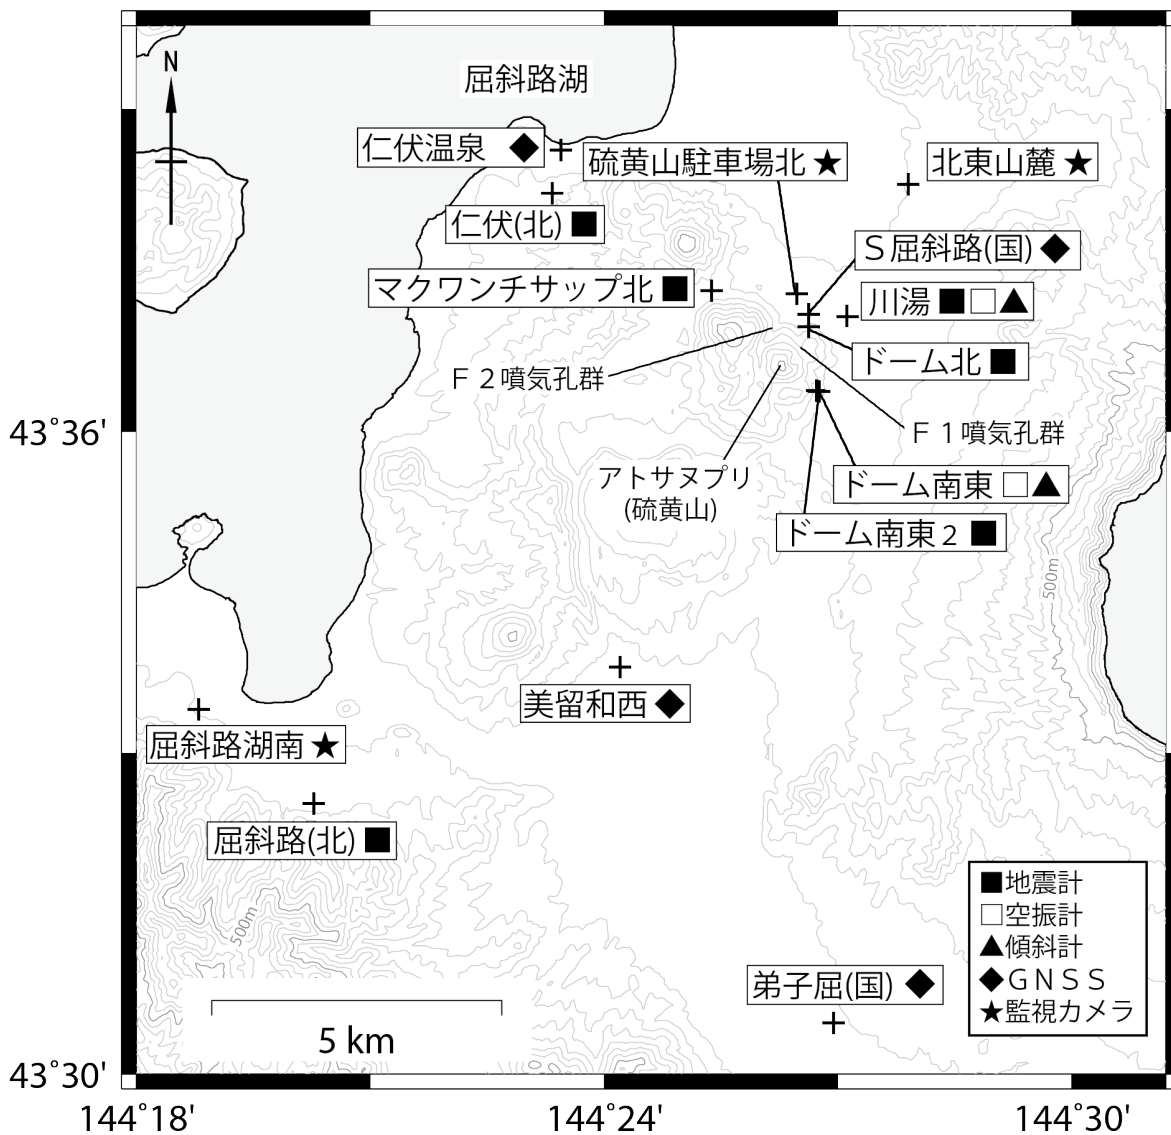 N
屈斜路湖
仁伏温泉 ◆
硫黄山駐車場北 ★
北東山麓 ★
仁伏(北) ■
S屈斜路(国) ◆
マクワンチサップ北 ■
川湯 ■□▲
ドーム北 ■
F2噴気孔群
43°36'
F1噴気孔群
アトサヌプリ
(硫黄山)
ドーム南東 □▲
ドーム南東2 ■
500m
美留和西 ◆
屈斜路湖南 ★
屈斜路(北) ■
500m
■地震計
□空振計
▲傾斜計
◆GNSS
★監視カメラ
弟子屈(国) ◆
5 km
43°30'
144°18'
144°24'
144°30'